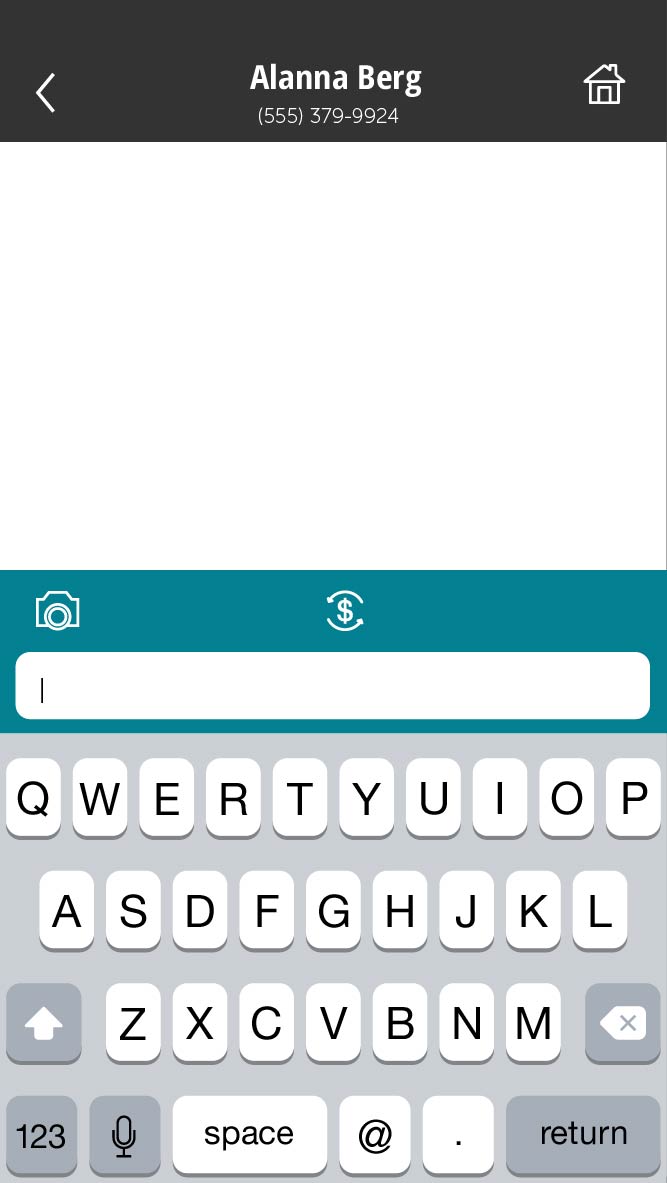 Alanna Berg
(555) 379-9924
$
Q W E R T Y U I O P
A S D F G H J K L
Z X C V B N M
123 space @ . return